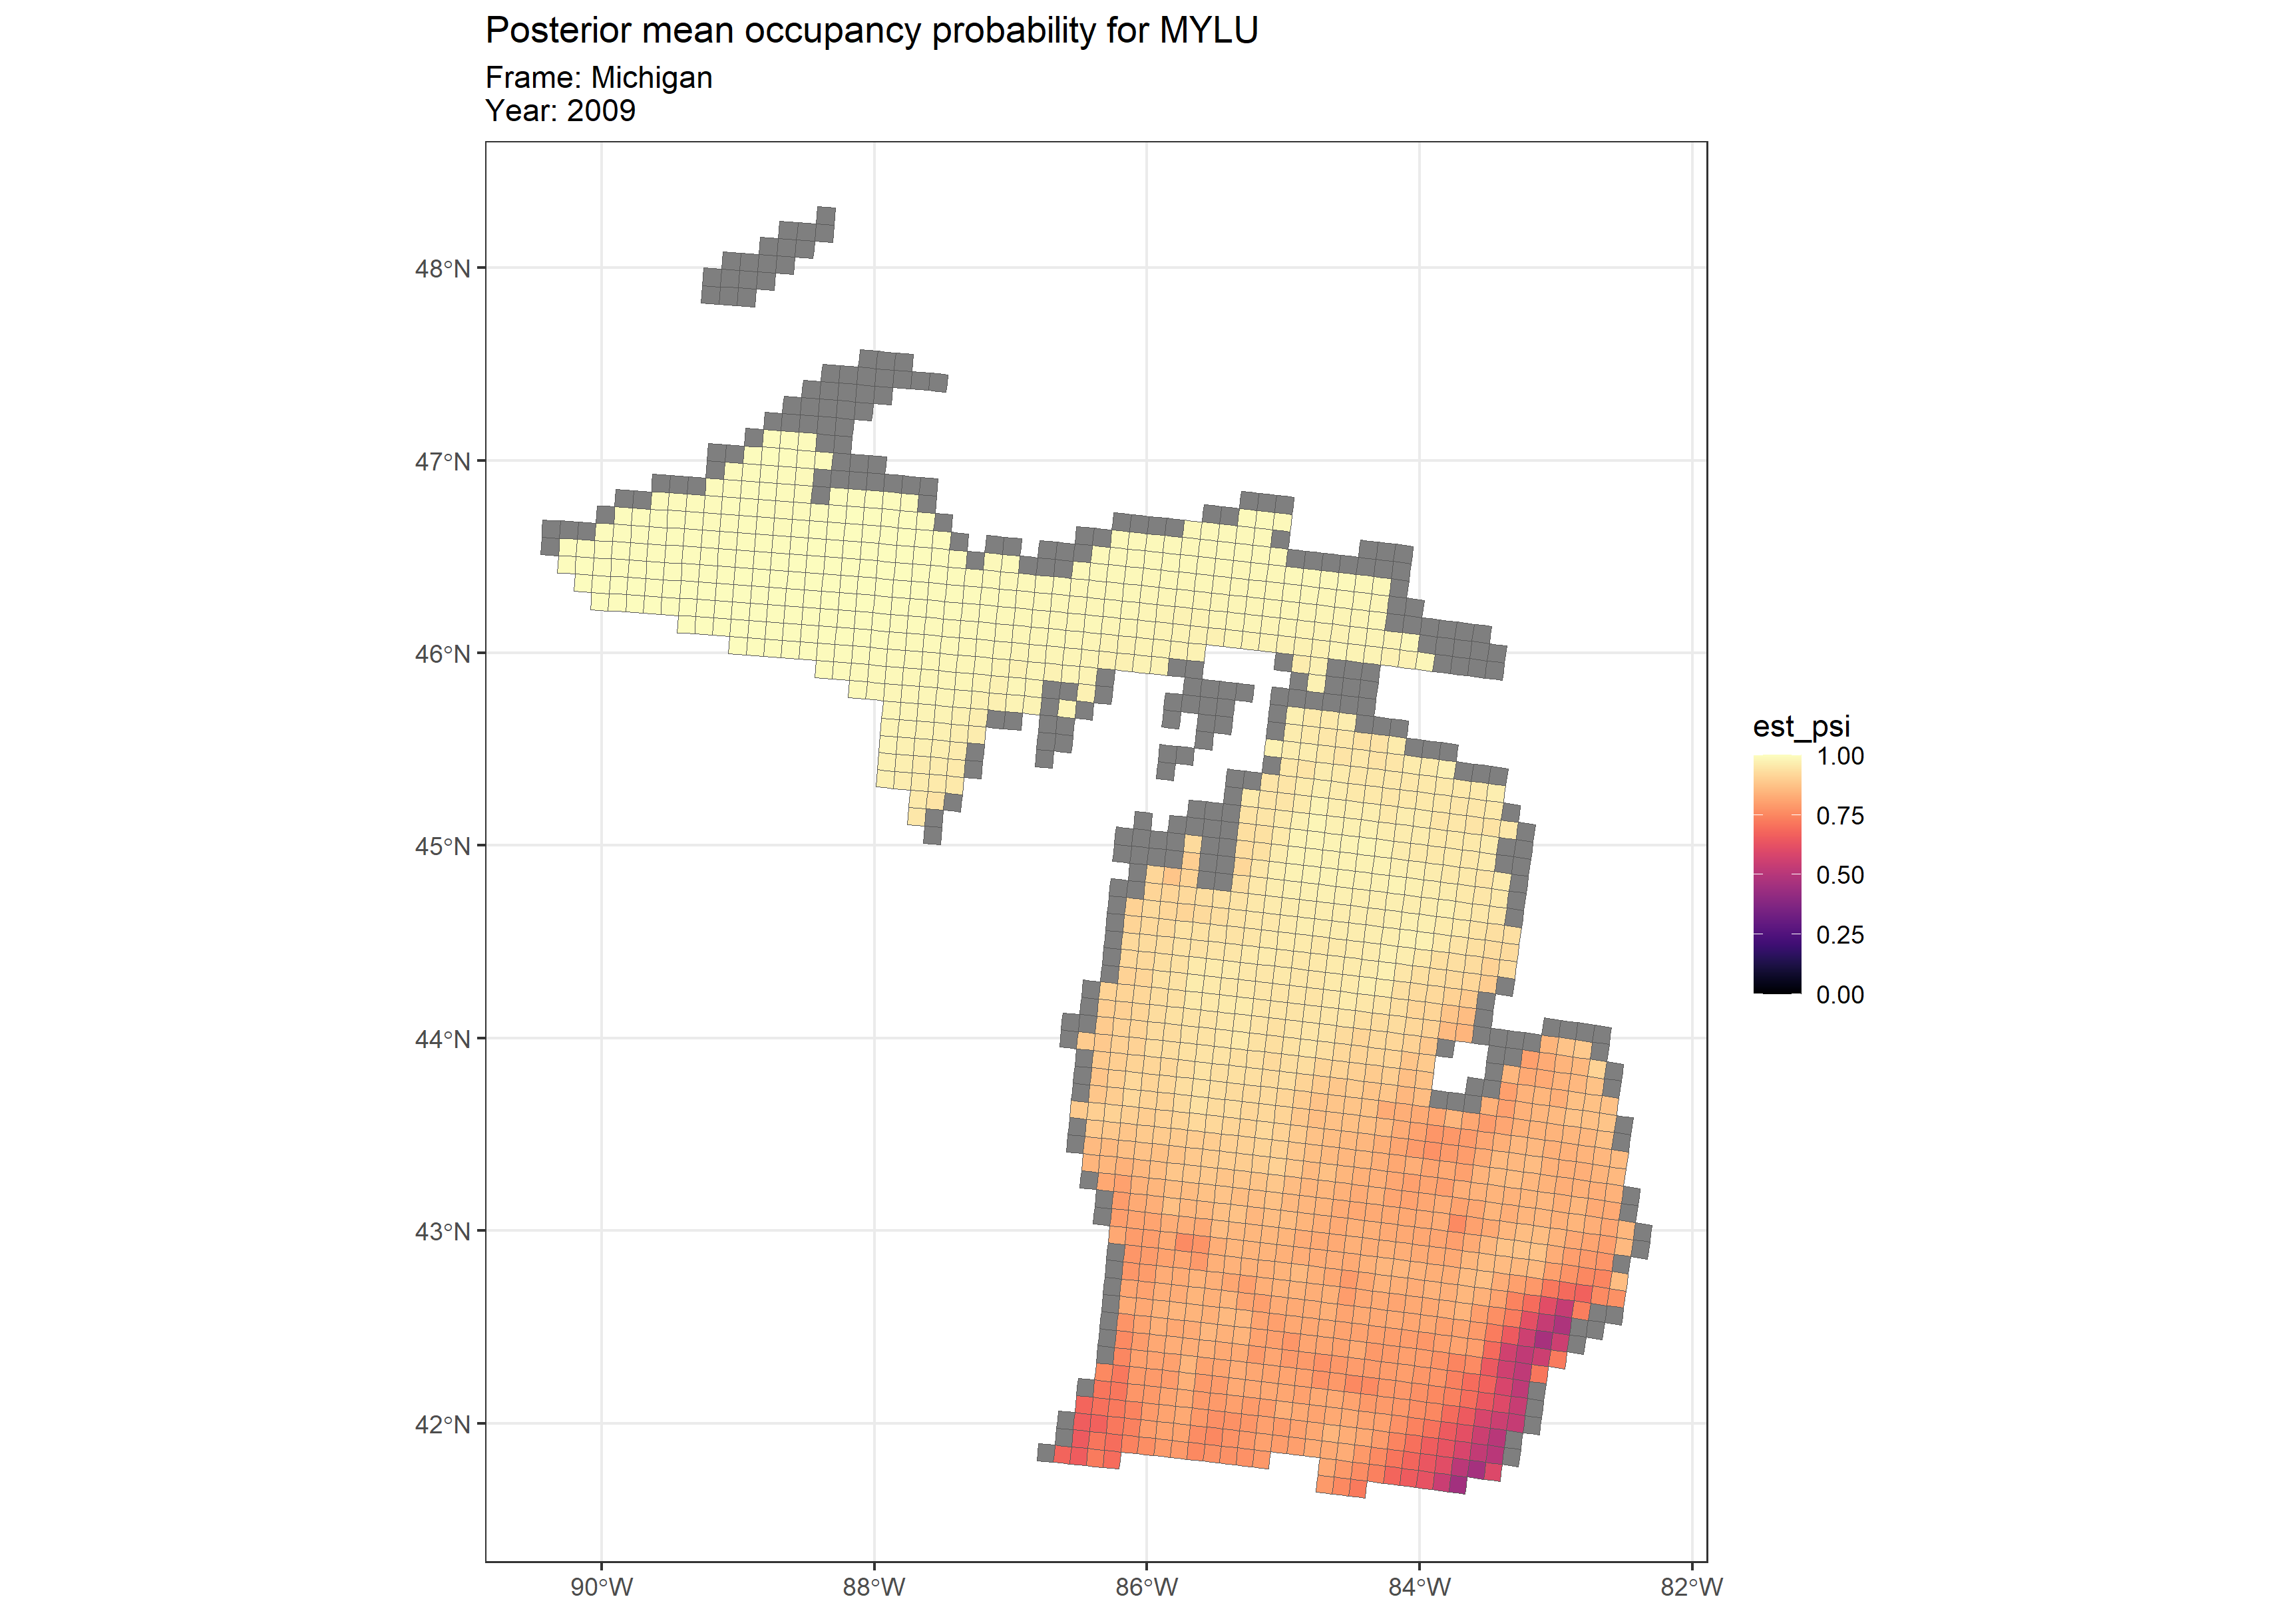 Posterior mean occupancy probability for MYLU
Frame: Michigan
Year: 2009
48°N
47°N
46°N
45°N
44°N
43°N
42°N
90°W
88°W
86°W
84°W
82°W
est_psi
1.00
0.75
0.50
0.25
0.00